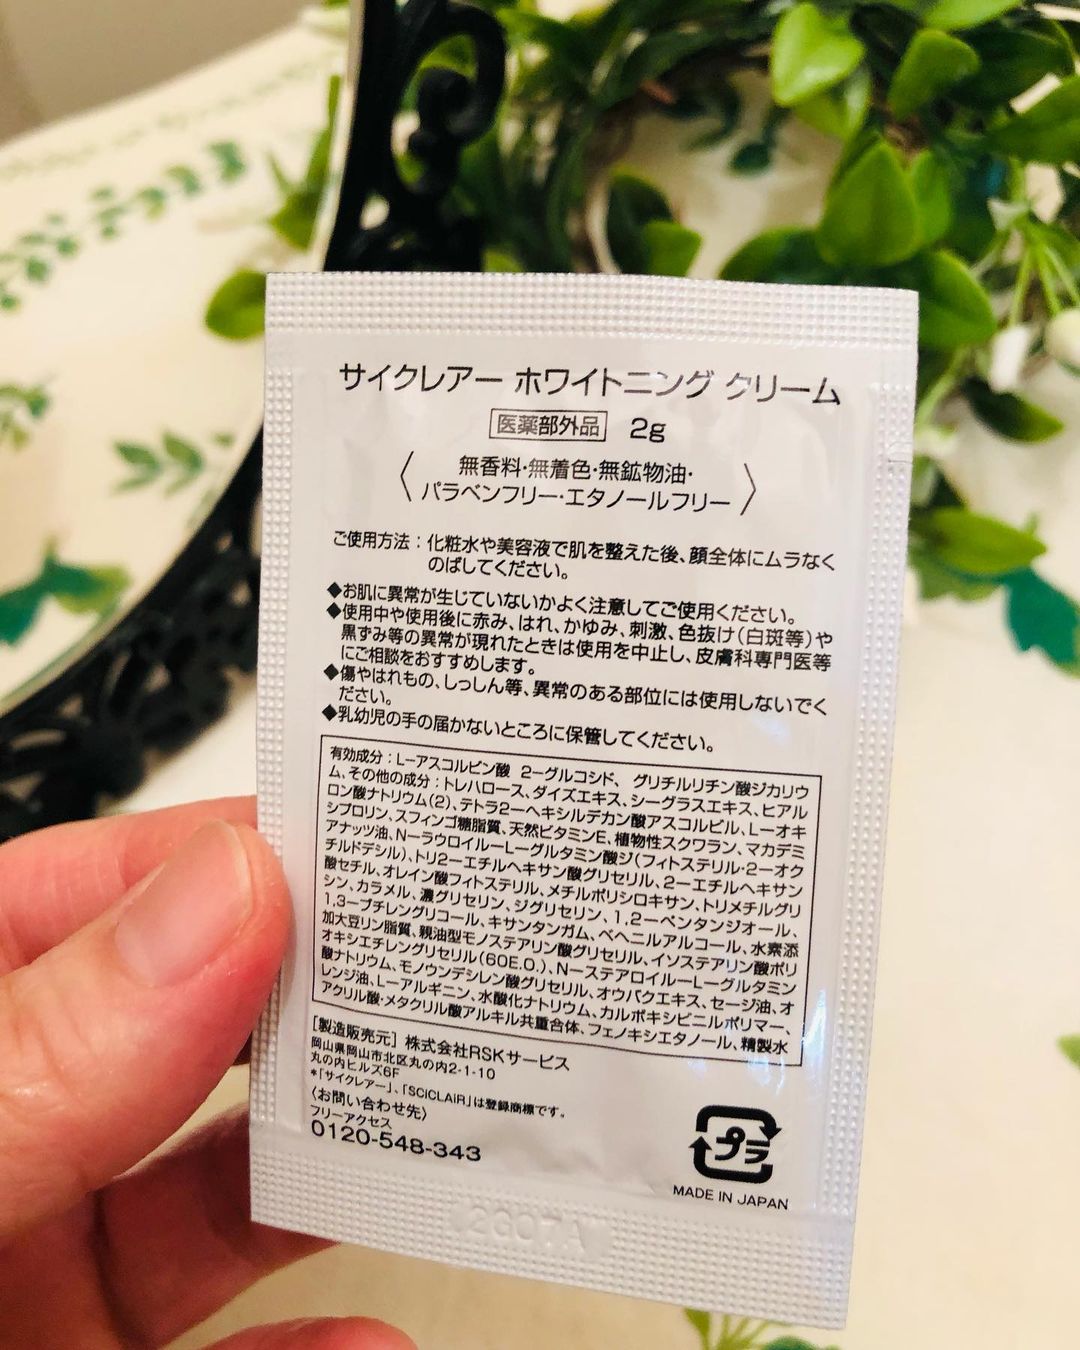 サイクレアー ホワイトニング クリーム
医薬部外品 2g
〈無香料・無着色・無鉱物油・
パラベンフリー・エタノールフリー〉
ご使用方法：化粧水や美容液で肌を整えた後、顔全体にムラなく
のばしてください。
◆お肌に異常が生じていないかよく注意してご使用ください。
◆使用中や使用後に赤み、はれ、かゆみ、刺激、色抜け（白斑等）や
黒ずみ等の異常が現れたときは使用を中止し、皮膚科専門医等
にご相談をおすすめします。
◆傷やはれもの、しっしん等、異常のある部位には使用しないでく
ださい。
◆乳幼児の手の届かないところに保管してください。
有効成分：L－アスコルビン酸 2－グルコシド、 グリチルリチン酸ジカリウ
ム、その他の成分：トレハロース、ダイズエキス、シーグラスエキス、ヒアル
ロン酸ナトリウム(2)、テトラ2－ヘキシルデカン酸アスコルビル、L－オキ
シプロリン、スフィンゴ糖脂質、天然ビタミンE、植物性スクワラン、マカデミ
アナッツ油、N－ラウロイル－L－グルタミン酸ジ(フィトステリル・2－オク
チルドデシル)、トリ2－エチルヘキサン酸グリセリル、2－エチルヘキサン
酸セチル、オレイン酸フィトステリル、メチルポリシロキサン、トリメチルグリ
シン、カラメル、濃グリセリン、ジグリセリン、1,2－ペンタンジオール、
1,3－ブチレングリコール、キサンタンガム、ベヘニルアルコール、水素添
加大豆リン脂質、親油型モノステアリン酸グリセリル、イソステアリン酸ポリ
オキシエチレングリセリル(60E.O.)、N－ステアロイル－L－グルタミン
酸ナトリウム、モノウンデシレン酸グリセリル、オウバクエキス、セージ油、オ
レンジ油、L－アルギニン、水酸化ナトリウム、カルボキシビニルポリマー、
アクリル酸・メタクリル酸アルキル共重合体、フェノキシエタノール、精製水
［製造販売元］株式会社RSKサービス
岡山県岡山市北区丸の内2-1-10
丸の内ヒルズ6F
*「サイクレアー」、「SCiCLAiR」は登録商標です。
〈お問い合わせ先〉
フリーアクセス
0120-548-343
プラ
MADE IN JAPAN